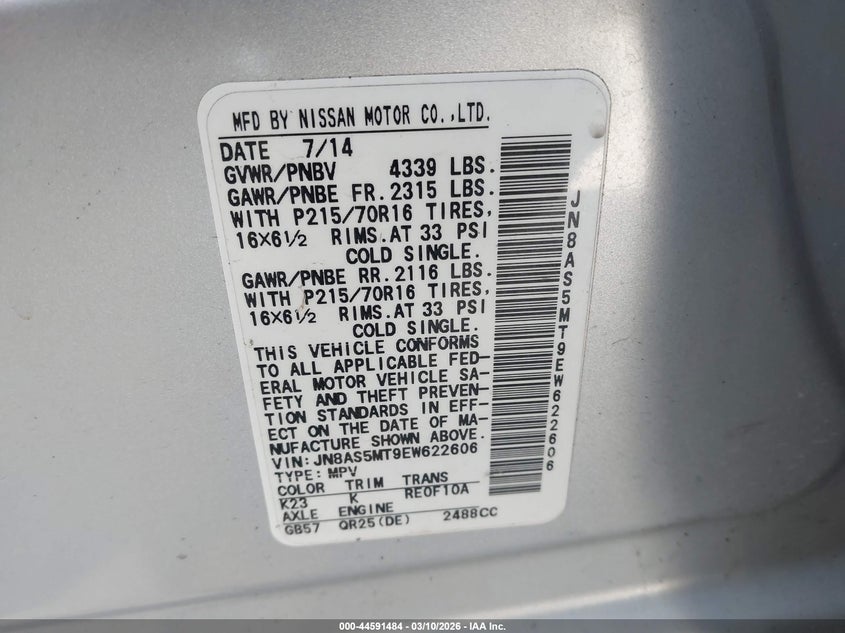 MFD BY NISSAN MOTOR CO.,LTD.
DATE 7/14
GVWR/PNBV 4339 LBS.
GAWR/PNBE FR.2315 LBS.
WITH P215/70R16 TIRES,
16X6½ RIMS.AT 33 PSI
COLD SINGLE.
GAWR/PNBE RR.2116 LBS.
WITH P215/70R16 TIRES,
16X6½ RIMS.AT 33 PSI
COLD SINGLE.
THIS VEHICLE CONFORMS
TO ALL APPLICABLE FED-
ERAL MOTOR VEHICLE SA-
FETY AND THEFT PREVEN-
TION STANDARDS IN EFF-
ECT ON THE DATE OF MA-
NUFACTURE SHOWN ABOVE.
VIN: JN8AS5MT9EW622606
TYPE: MPV
COLOR TRIM TRANS
K23 K RE0F10A
AXLE ENGINE
GB57 QR25(DE) 2488CC
JN8AS5MT9EW622606
000-44591484 — 03/10/2026 — IAA Inc.